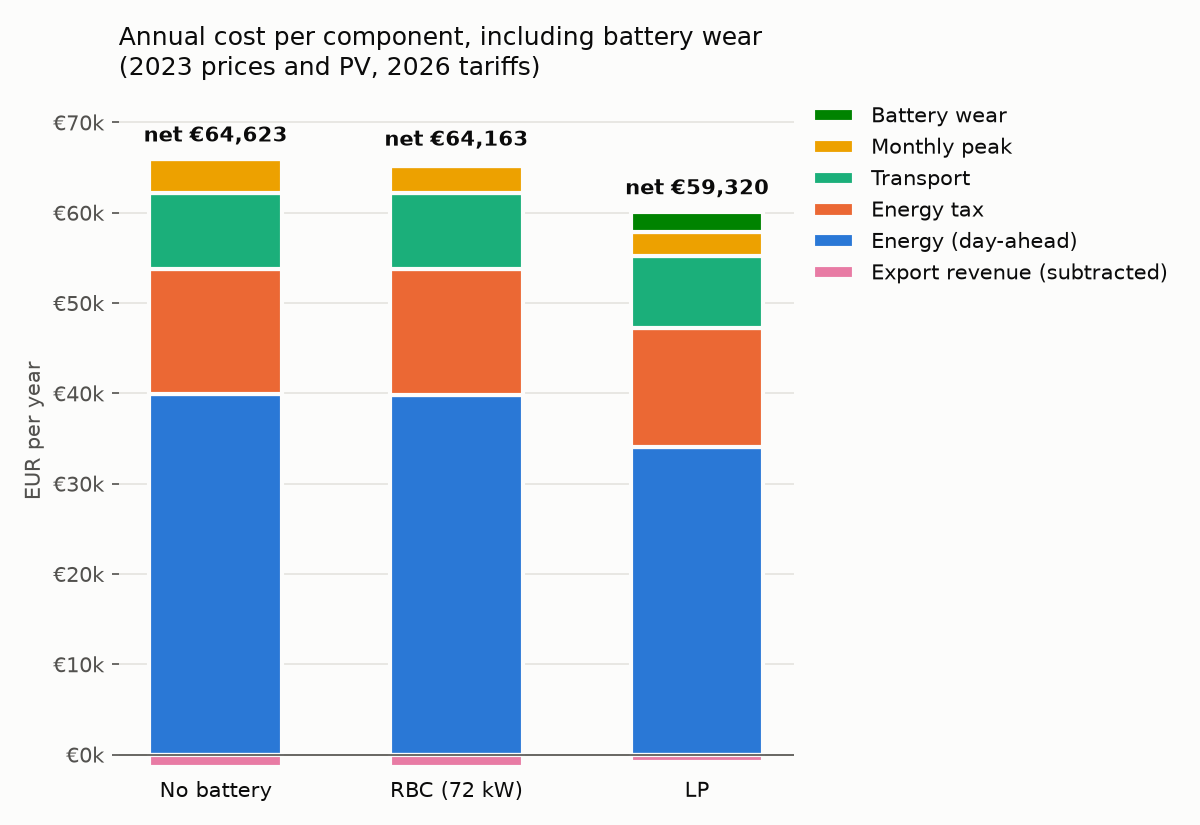 Annual cost per component, including battery wear
(2023 prices and PV, 2026 tariffs)
€70k
€60k
€50k
€40k
€30k
€20k
€10k
€0k
EUR per year
net €64,623
net €64,163
net €59,320
No battery
RBC (72 kW)
LP
Battery wear
Monthly peak
Transport
Energy tax
Energy (day-ahead)
Export revenue (subtracted)